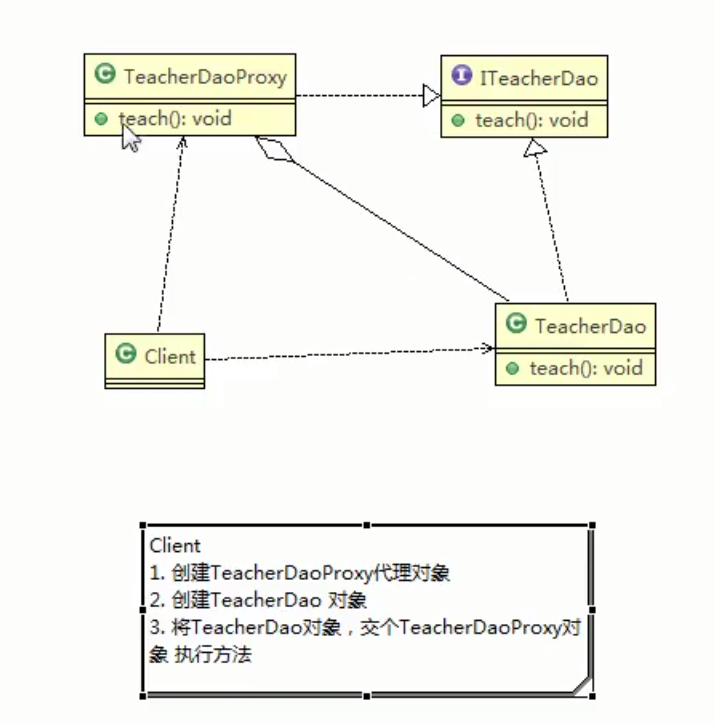 TeacherDaoProxy
teach(): void
ITeacherDao
teach(): void
Client
TeacherDao
teach(): void
Client
1. 创建TeacherDaoProxy代理对象
2. 创建TeacherDao 对象
3. 将TeacherDao对象，交个TeacherDaoProxy对
象 执行方法